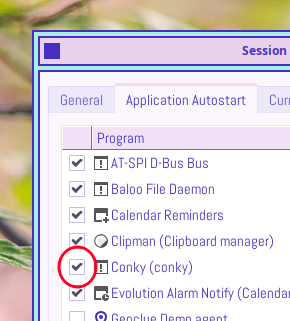 Session
General
Application Autostart
Curr
Program
AT-SPI D-Bus Bus
Baloo File Daemon
Calendar Reminders
Clipman (Clipboard manager)
Conky (conky)
Evolution Alarm Notify (Calendar
Geoclue Demo agent